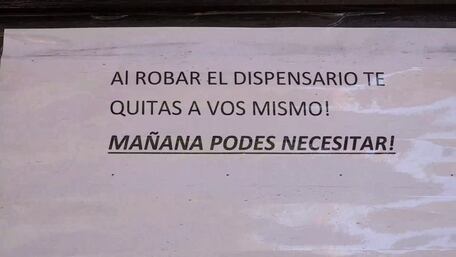 Al ROBAR EL DISPENSARIO TE
QUITAS A VOS MISMO!
MAÑANA PODES NECESITAR!